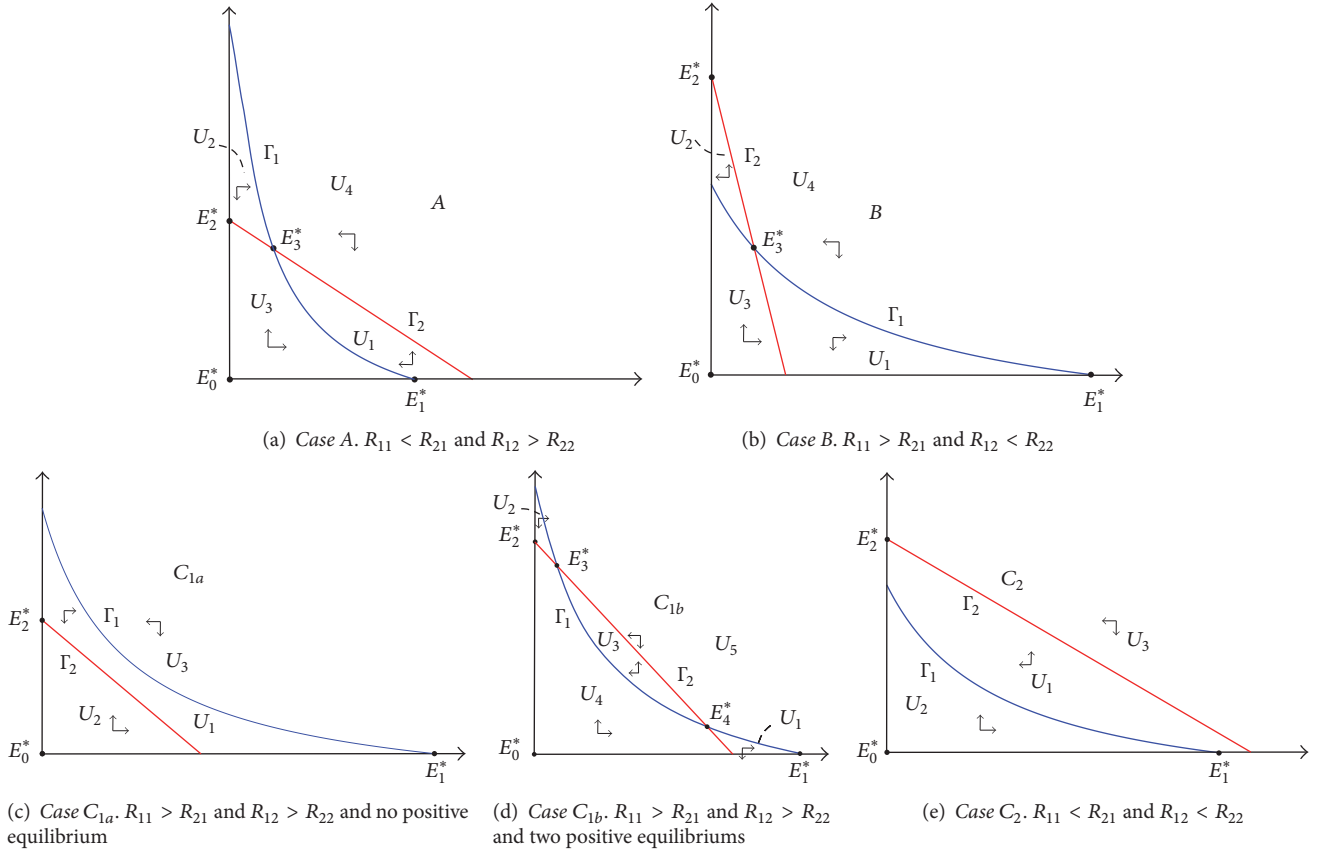 E₂*
U₂
Γ₁
U₄
A
E₃*
U₃
Γ₂
U₁
E₀*
E₁*
(a) Case A. R₁₁ < R₂₁ and R₁₂ > R₂₂
E₂*
U₂
Γ₂
U₄
B
E₃*
U₃
Γ₁
U₁
E₀*
E₁*
(b) Case B. R₁₁ > R₂₁ and R₁₂ < R₂₂
C₁ₐ
E₂*
Γ₁
Γ₂
U₃
U₂
U₁
E₀*
E₁*
(c) Case C₁ₐ. R₁₁ > R₂₁ and R₁₂ > R₂₂ and no positive
equilibrium
U₂
E₂*
E₃*
C_{1b}
Γ₁
U₃
U₅
Γ₂
U₄
E₄*
U₁
E₀*
E₁*
(d) Case C_{1b}. R₁₁ > R₂₁ and R₁₂ > R₂₂
and two positive equilibriums
E₂*
C₂
Γ₂
U₃
Γ₁
U₁
U₂
E₀*
E₁*
(e) Case C₂. R₁₁ < R₂₁ and R₁₂ < R₂₂